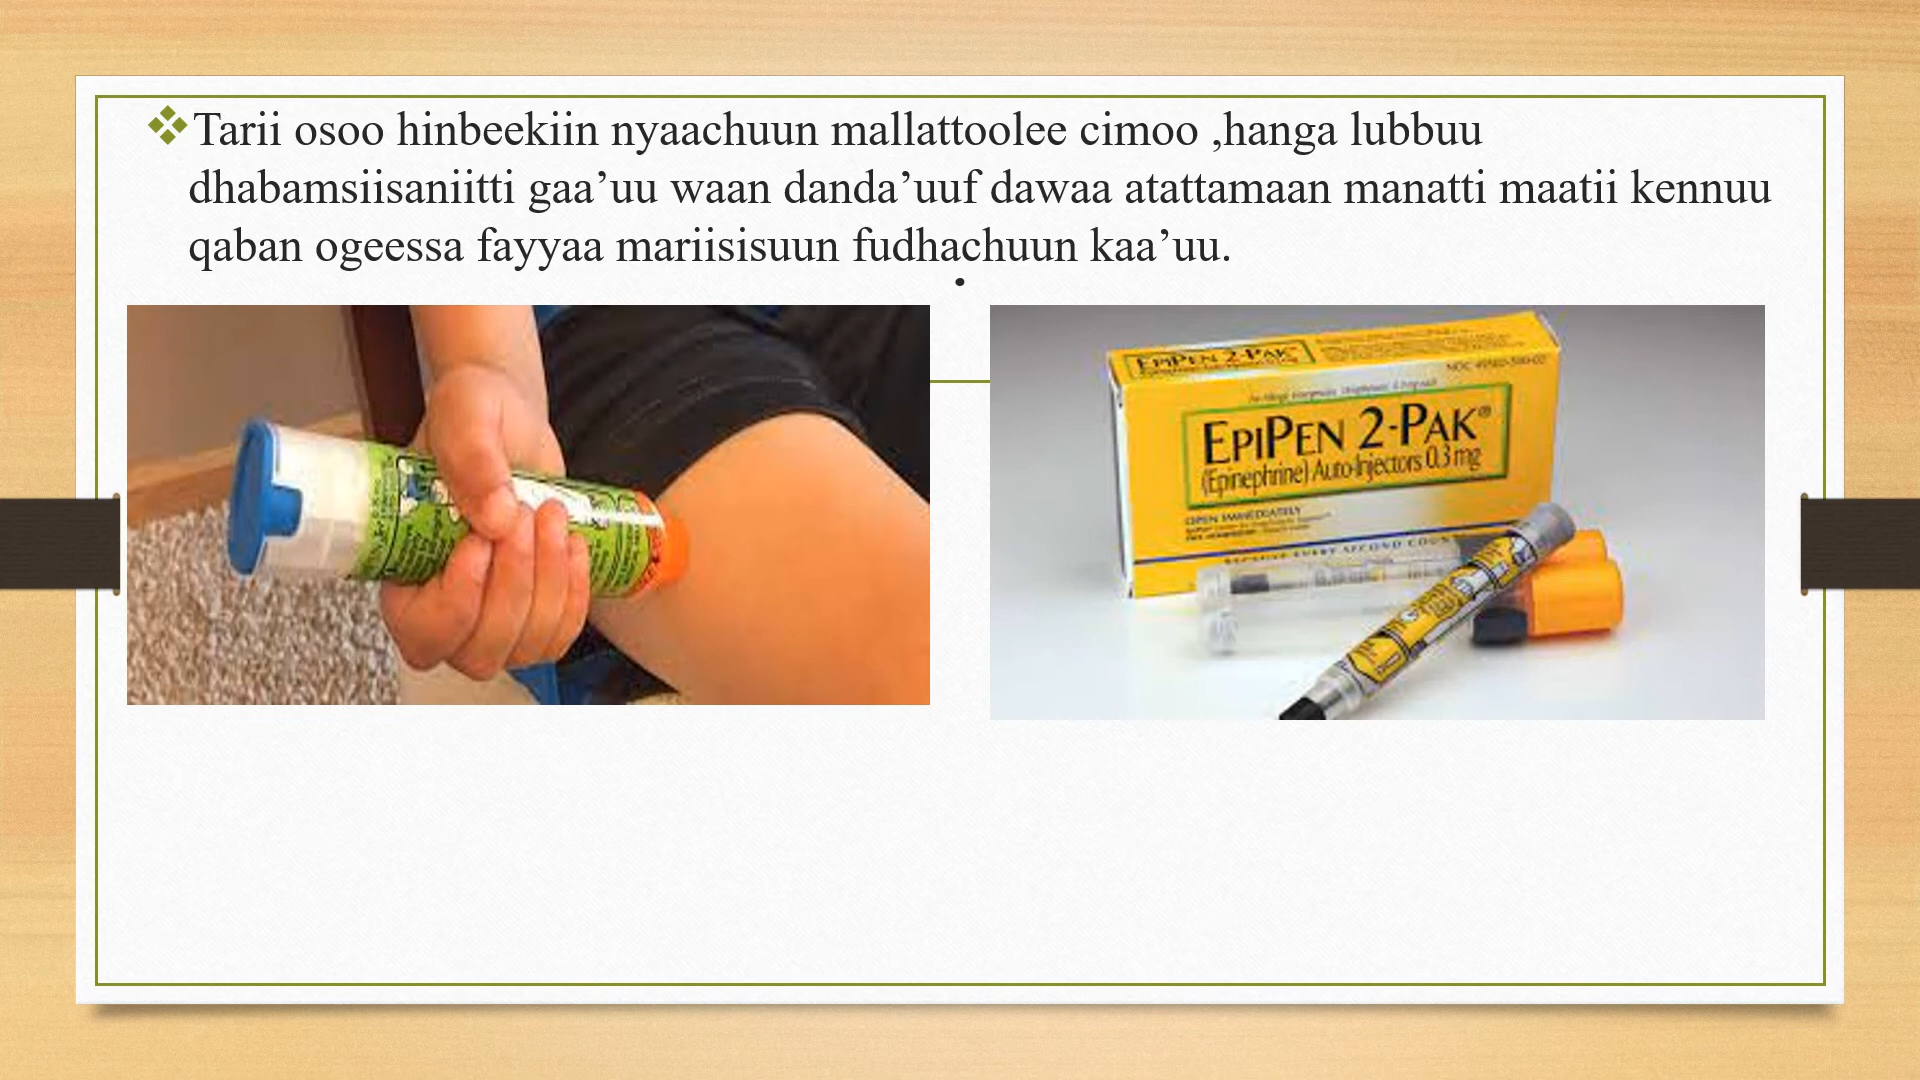 ❖Tarii osoo hinbeekiin nyaachuun mallattoolee cimoo ,hanga lubbuu
dhabamsiisaniitti gaa’uu waan danda’uuf dawaa atattamaan manatti maatii kennuu
qaban ogeessa fayyaa mariisisuun fudhachuun kaa’uu.
•
EPIPEN 2-PAK
EPIPEN 2-PAK®
(Epinephrine) Auto-Injectors 0.3 mg
OPEN IMMEDIATELY